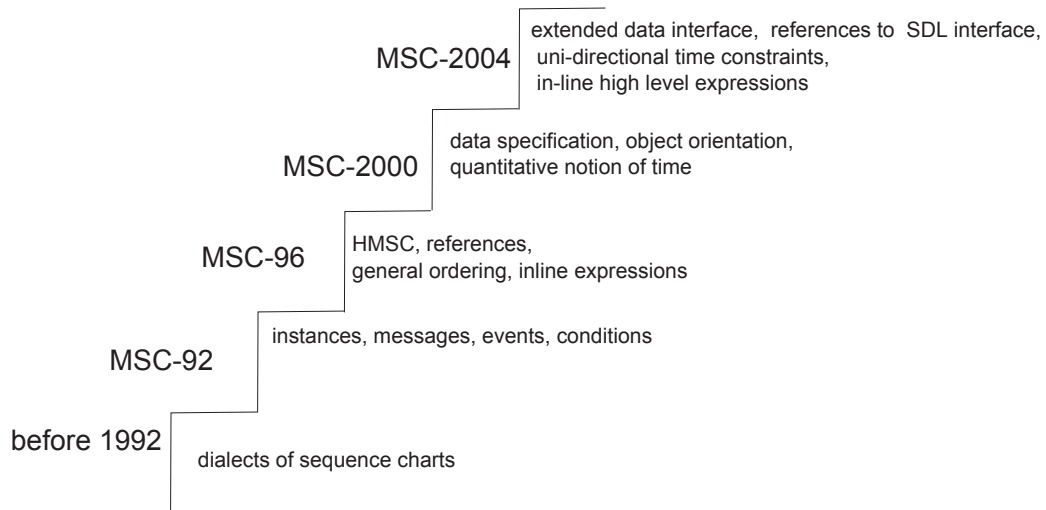 extended data interface, references to SDL interface,
MSC-2004
uni-directional time constraints,
in-line high level expressions
data specification, object orientation,
MSC-2000
quantitative notion of time
HMSC, references,
MSC-96
general ordering, inline expressions
instances, messages, events, conditions
MSC-92
before 1992
dialects of sequence charts